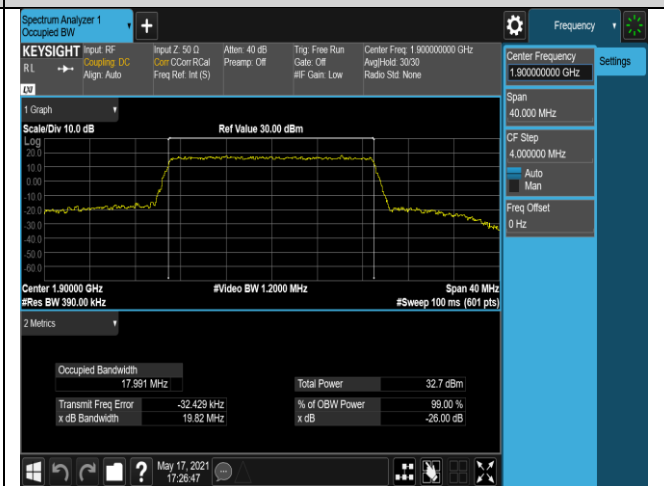 Spectrum Analyzer 1
Occupied BW
+
Frequency
KEYSIGHT
RL
LXI
Input: RF
Coupling: DC
Align: Auto
Input Z: 50 Ω
Corr CCorr RCal
Freq Ref: Int (S)
Atten: 40 dB
Preamp: Off
Trig: Free Run
Gate: Off
#IF Gain: Low
Center Freq: 1.900000000 GHz
Avg|Hold: 30/30
Radio Std: None
Center Frequency
1.900000000 GHz
Settings
Span
40.000 MHz
CF Step
4.000000 MHz
Auto
Man
Freq Offset
0 Hz
1 Graph
Scale/Div 10.0 dB
Ref Value 30.00 dBm
Log
20.0
10.0
0.00
-10.0
-20.0
-30.0
-40.0
-50.0
-60.0
Center 1.90000 GHz
#Video BW 1.2000 MHz
Span 40 MHz
#Res BW 390.00 kHz
#Sweep 100 ms (601 pts)
2 Metrics
Occupied Bandwidth
17.991 MHz
Total Power 32.7 dBm
Transmit Freq Error -32.429 kHz
% of OBW Power 99.00 %
x dB Bandwidth 19.82 MHz
x dB -26.00 dB
?
May 17, 2021
17:26:47